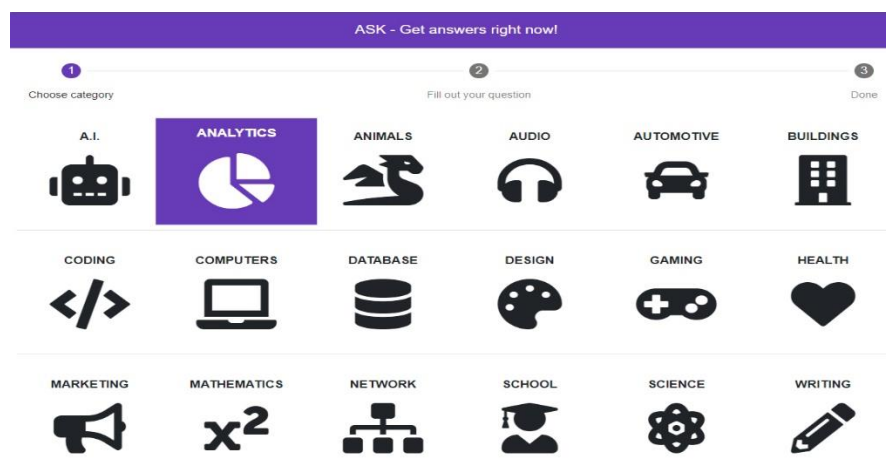 ASK - Get answers right now!
1 2 3
Choose category Fill out your question Done
A.I. ANALYTICS ANIMALS AUDIO AUTOMOTIVE BUILDINGS
CODING COMPUTERS DATABASE DESIGN GAMING HEALTH
</>
MARKETING MATHEMATICS NETWORK SCHOOL SCIENCE WRITING
x²